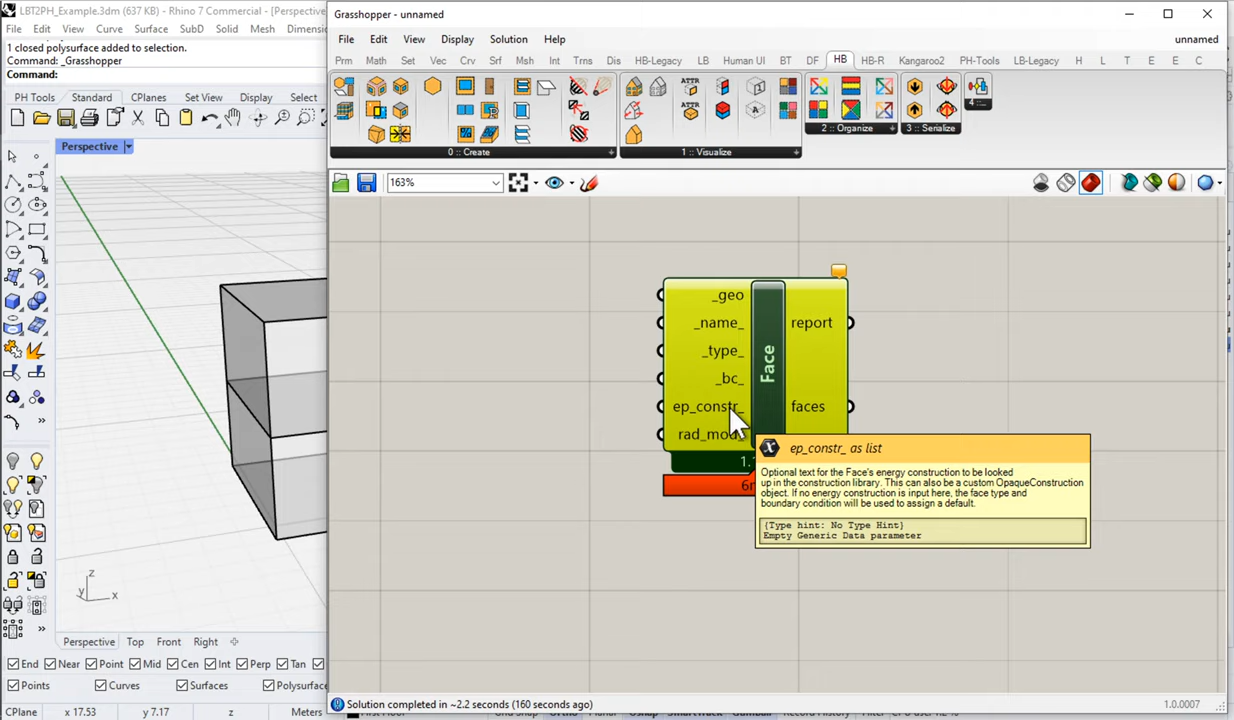 LBT2PH_Example.3dm (637 KB) - Rhino 7 Commercial - [Perspective
File Edit View Curve Surface SubD Solid Mesh Dimensi
1 closed polysurface added to selection.
Command: _Grasshopper
Command:
PH Tools Standard CPlanes Set View Display Select
Perspective
Grasshopper - unnamed
File Edit View Display Solution Help
unnamed
Prm Math Set Vec Crv Srf Msh Int Trns Dis HB-Legacy LB Human UI BT DF HB HB-R Kangaroo2 PH-Tools LB-Legacy H L T E E C
ATTR
ATTR
0 :: Create
1 :: Visualize
2 :: Organize
3 :: Serialize
4 ::
163%
_geo
_name_
_type_
_bc_
ep_constr_
rad_mod
Face
report
faces
1.
6m
ep_constr_ as list
Optional text for the Face's energy construction to be looked
up in the construction library. This can also be a custom OpaqueConstruction
object. If no energy construction is input here, the face type and
boundary condition will be used to assign a default.
{Type hint: No Type Hint}
Empty Generic Data parameter
z
y
x
Perspective Top Front Right
End Near Point Mid Cen Int Perp Tan
Points Curves Surfaces Polysurface
CPlane x 17.53 y 7.17 z Meters
Solution completed in ~2.2 seconds (160 seconds ago)
1.0.0007